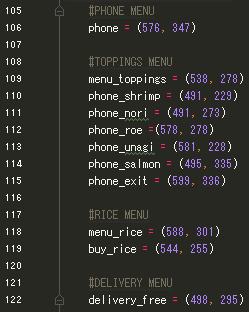 105 #PHONE MENU
106 phone = (576, 347)
107
108 #TOPPINGS MENU
109 menu_toppings = (538, 278)
110 phone_shrimp = (491, 229)
111 phone_nori = (491, 273)
112 phone_roe = (578, 278)
113 phone_unagi = (581, 228)
114 phone_salmon = (495, 335)
115 phone_exit = (599, 336)
116
117 #RICE MENU
118 menu_rice = (588, 301)
119 buy_rice = (544, 255)
120
121 #DELIVERY MENU
122 delivery_free = (498, 295)